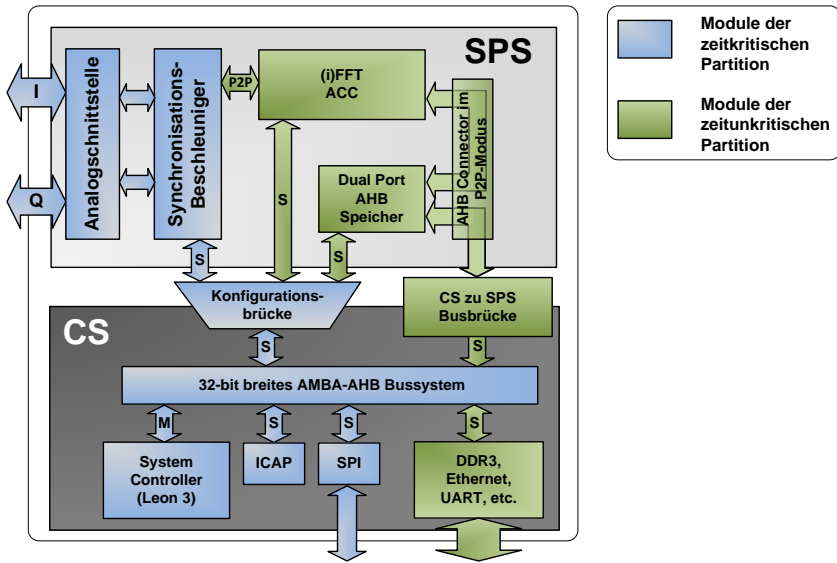 SPS
I
Q
Analogschnittstelle
Synchronisations-
Beschleuniger
P2P
(i)FFT
ACC
AHB Connector im
P2P-Modus
Dual Port
AHB
Speicher
S
S
S
Konfigurations-
brücke
CS zu SPS
Busbrücke
CS
S
S
32-bit breites AMBA-AHB Bussystem
M
S
S
S
System
Controller
(Leon 3)
ICAP
SPI
DDR3,
Ethernet,
UART, etc.
Module der
zeitkritischen
Partition
Module der
zeitunkritischen
Partition